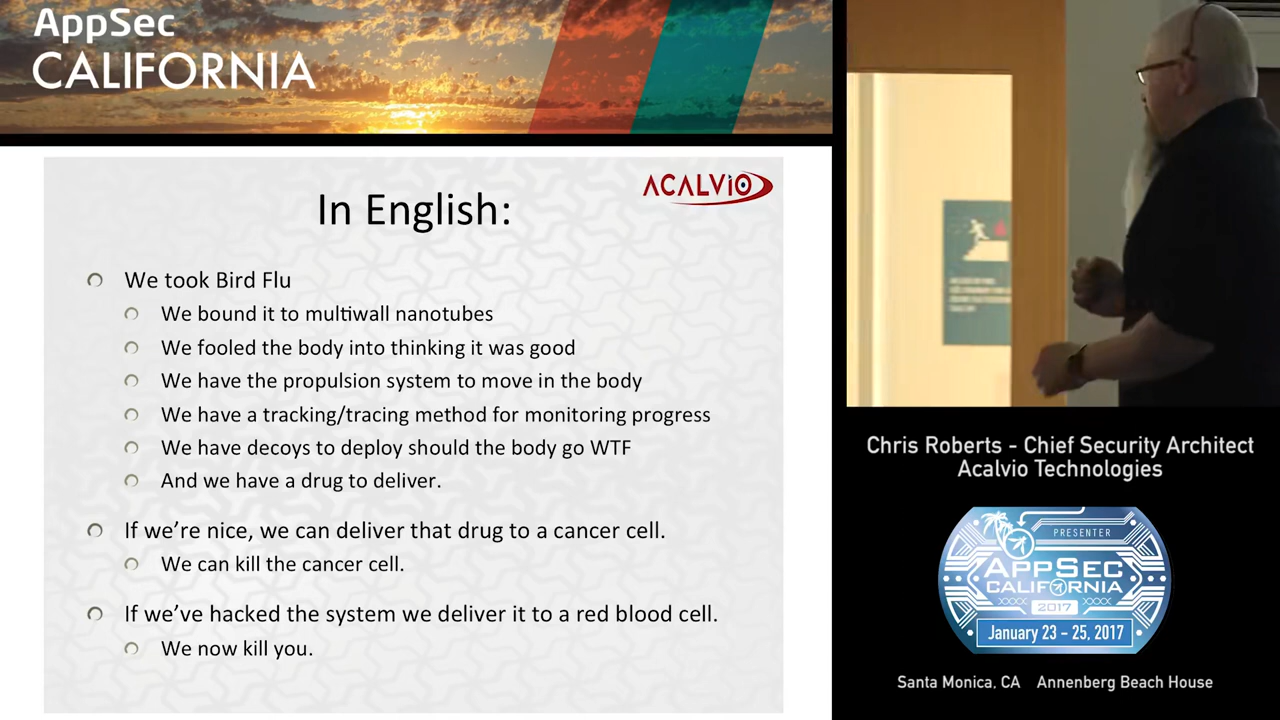 AppSec
CALIFORNIA
ACALVIO
In English:
We took Bird Flu
We bound it to multiwall nanotubes
We fooled the body into thinking it was good
We have the propulsion system to move in the body
We have a tracking/tracing method for monitoring progress
We have decoys to deploy should the body go WTF
And we have a drug to deliver.
If we're nice, we can deliver that drug to a cancer cell.
We can kill the cancer cell.
If we've hacked the system we deliver it to a red blood cell.
We now kill you.
Chris Roberts - Chief Security Architect
Acalvio Technologies
PRESENTER
APPSEC
CALIFORNIA
2017
January 23 - 25, 2017
Santa Monica, CA Annenberg Beach House